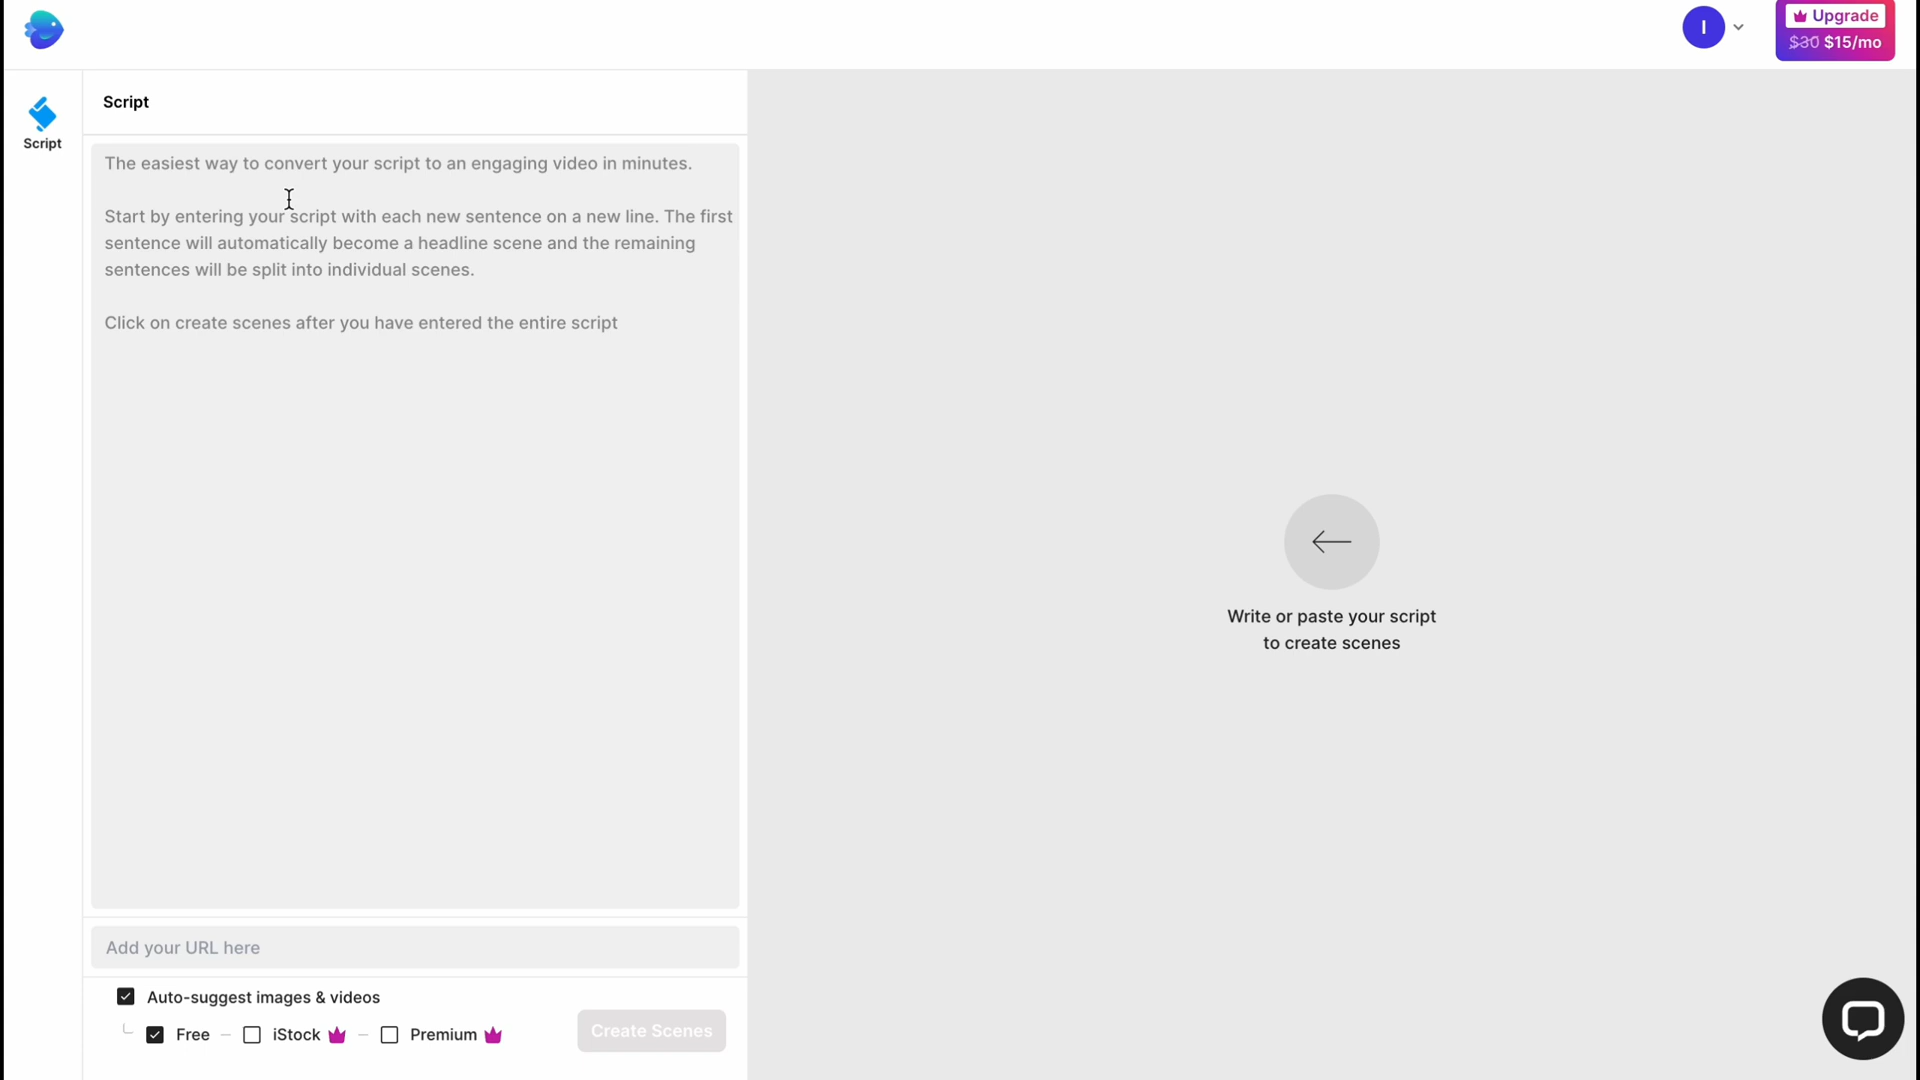 I
Upgrade
$30 $15/mo
Script
Script
The easiest way to convert your script to an engaging video in minutes.
Start by entering your script with each new sentence on a new line. The first
sentence will automatically become a headline scene and the remaining
sentences will be split into individual scenes.
Click on create scenes after you have entered the entire script
Write or paste your script
to create scenes
Add your URL here
Auto-suggest images & videos
Free – iStock – Premium
Create Scenes